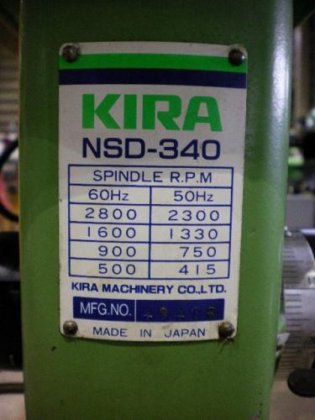 KIRA
NSD-340
SPINDLE R.P.M
60Hz 50Hz
2800 2300
1600 1330
900 750
500 415
KIRA MACHINERY CO.,LTD.
MFG.NO.
MADE IN JAPAN